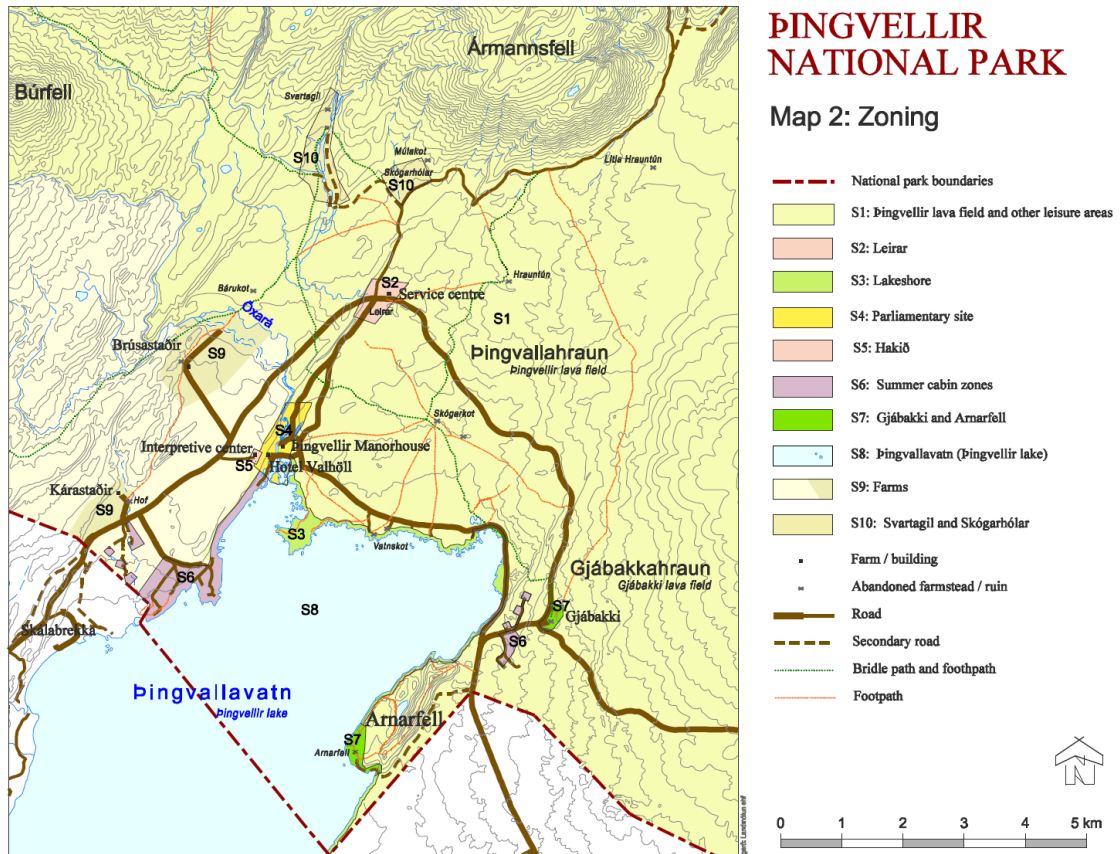 ÞINGVELLIR
NATIONAL PARK
Map 2: Zoning
National park boundaries
S1: Þingvellir lava field and other leisure areas
S2: Leirar
S3: Lakeshore
S4: Parliamentary site
S5: Hakið
S6: Summer cabin zones
S7: Gjábakki and Arnarfell
S8: Þingvallavatn (Þingvellir lake)
S9: Farms
S10: Svartagil and Skógarhólar
Farm / building
Abandoned farmstead / ruin
Road
Secondary road
Bridle path and footpath
Footpath
N
0 1 2 3 4 5 km
Ármannsfell
Búrfell
Svartagil
S10
Múlakot
Litla Hrauntún
Skógarhólar
S10
Hrauntún
S2
Service centre
Bárukot
Leirar
S1
Öxará
Brúsastaðir
S9
Þingvallahraun
Þingvellir lava field
Skógarkot
S4
Interpretive center
Þingvellir Manorhouse
S5
Hotel Valhöll
Kárastaðir
Hof
S9
S3
Vatnskot
Gjábakkahraun
Gjábakki lava field
S6
S8
S7
Gjábakki
Skálabrekka
S6
Þingvallavatn
Þingvellir lake
Arnarfell
S7
Arnarfell